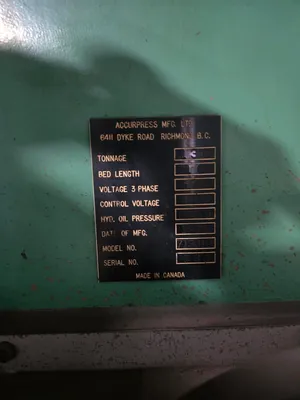 ACCURPRESS MFG. LTD.
6411 DYKE ROAD RICHMOND B.C.
TONNAGE
BED LENGTH
VOLTAGE 3 PHASE
CONTROL VOLTAGE
HYD. OIL PRESSURE
DATE OF MFG.
MODEL NO.
SERIAL NO.
MADE IN CANADA